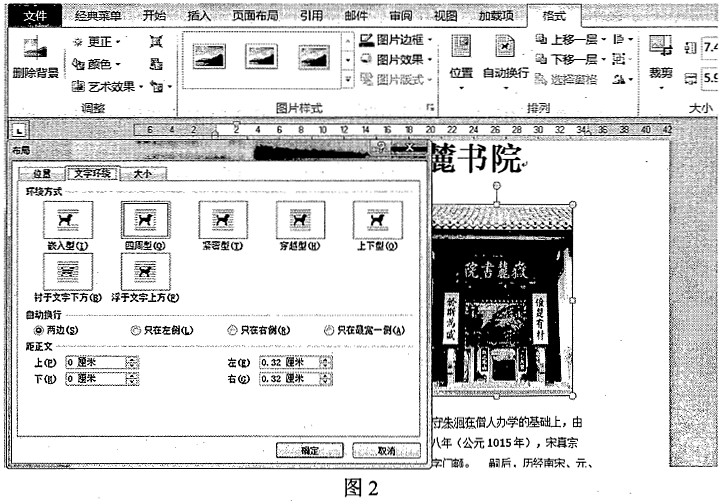 文件 经典菜单 开始 插入 页面布局 引用 邮件 审阅 视图 加载项 格式
删除背景
更正
颜色
艺术效果
调整
图片边框
图片效果
图片版式
图片样式
位置
自动换行
上移一层
下移一层
选择窗格
排列
裁剪
7.4
5.5
大小
6 4 2 2 4 6 8 10 12 14 16 18 20 22 24 26 28 30 32 34 36 38 40 42
布局
位置 文字环绕 大小
环绕方式
嵌入型(I) 四周型(Q) 紧密型(T) 穿越型(H) 上下型(O)
衬于文字下方(B) 浮于文字上方(F)
自动换行
两边(S) 只在左侧(L) 只在右侧(R) 只在最宽一侧(A)
距正文
上(P) 0 厘米 左(E) 0.32 厘米
下(M) 0 厘米 右(G) 0.32 厘米
确定 取消
麓书院
嶽麓書院
惟楚有材
於斯為盛
守朱洞在僧人办学的基础上，由
八年（公元 1015 年），宋真宗
字门额。 嗣后，历经南宋、元、
图 2